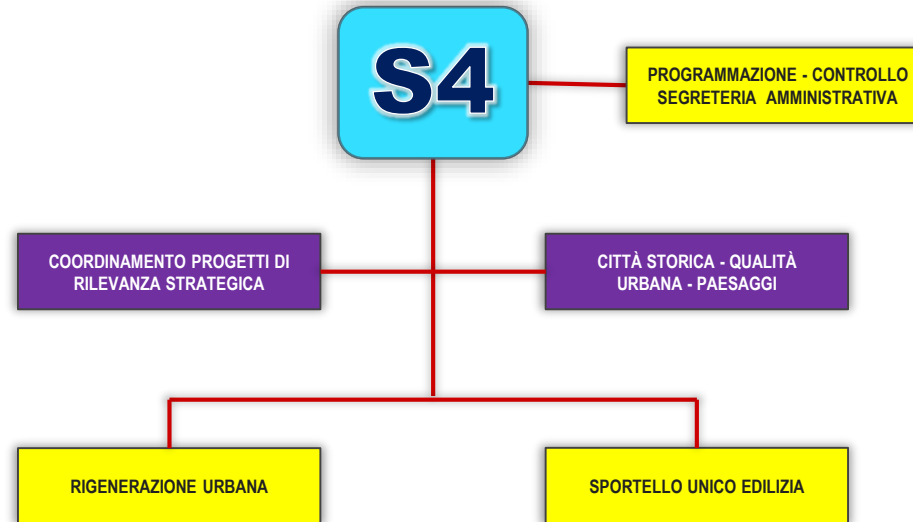 S4
PROGRAMMAZIONE - CONTROLLO
SEGRETERIA AMMINISTRATIVA
COORDINAMENTO PROGETTI DI
RILEVANZA STRATEGICA
CITTÀ STORICA - QUALITÀ
URBANA - PAESAGGI
RIGENERAZIONE URBANA
SPORTELLO UNICO EDILIZIA